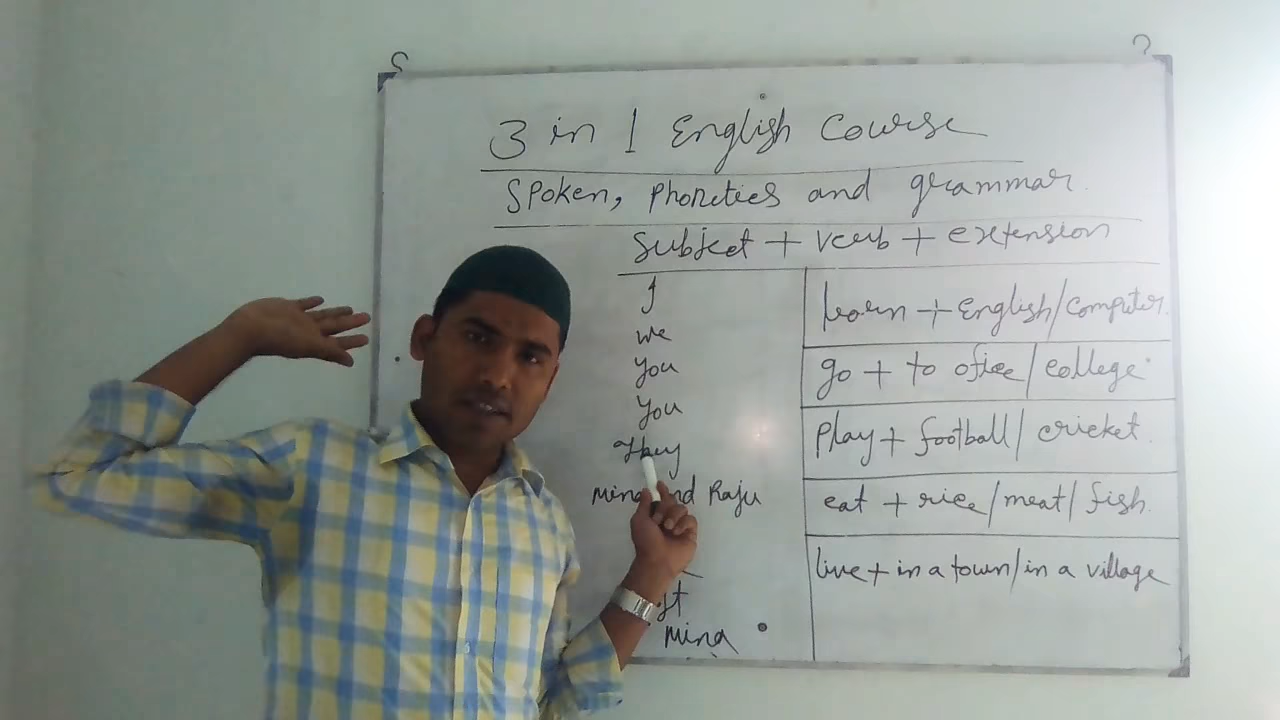 3 in 1 English Course
Spoken, Phonetics and grammar.
Subject + verb + extension
I
learn + English/computer.
we
You
go + to ofice/college
You
They
play + football/ cricket.
Mina and Raju
eat + rice/meat/fish.
live + in a town/in a village
It
Mina